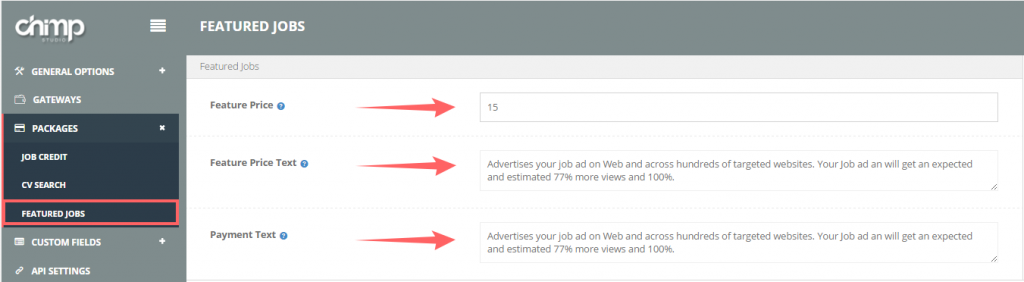 chimp
STUDIO
FEATURED JOBS
GENERAL OPTIONS +
GATEWAYS
PACKAGES ×
JOB CREDIT
CV SEARCH
FEATURED JOBS
CUSTOM FIELDS +
API SETTINGS
Featured Jobs
Feature Price ?
15
Feature Price Text ?
Advertises your job ad on Web and across hundreds of targeted websites. Your Job ad an will get an expected
and estimated 77% more views and 100%.
Payment Text ?
Advertises your job ad on Web and across hundreds of targeted websites. Your Job ad an will get an expected
and estimated 77% more views and 100%.